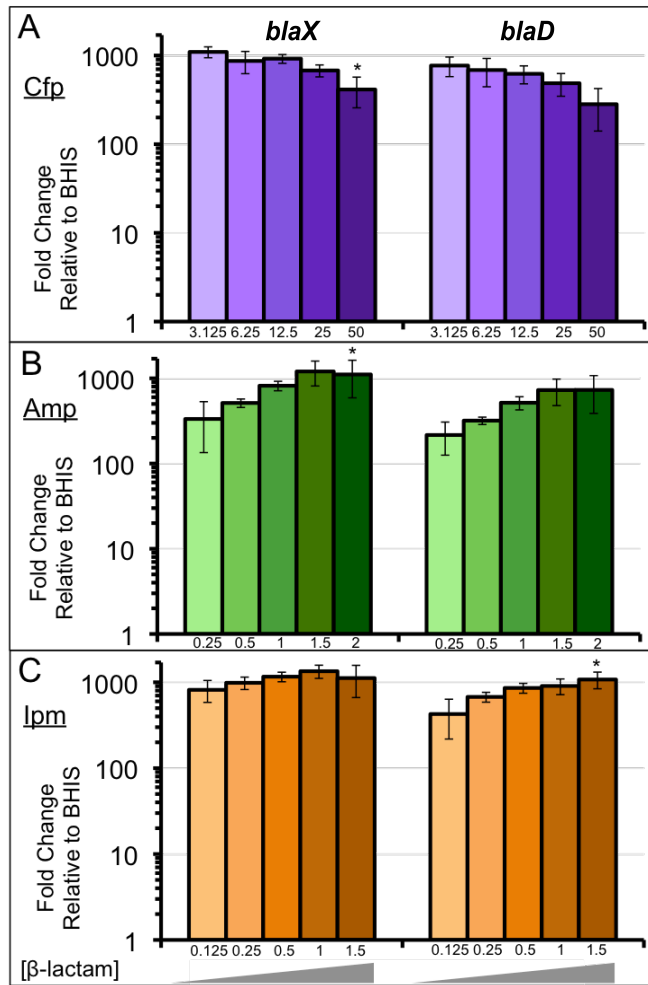 A
blaX
blaD
Cfp
Fold Change
Relative to BHIS
1000
100
10
1
*
3.125 6.25 12.5 25 50
3.125 6.25 12.5 25 50
B
Amp
Fold Change
Relative to BHIS
1000
100
10
1
*
0.25 0.5 1 1.5 2
0.25 0.5 1 1.5 2
C
Ipm
Fold Change
Relative to BHIS
1000
100
10
1
*
0.125 0.25 0.5 1 1.5
0.125 0.25 0.5 1 1.5
[β-lactam]